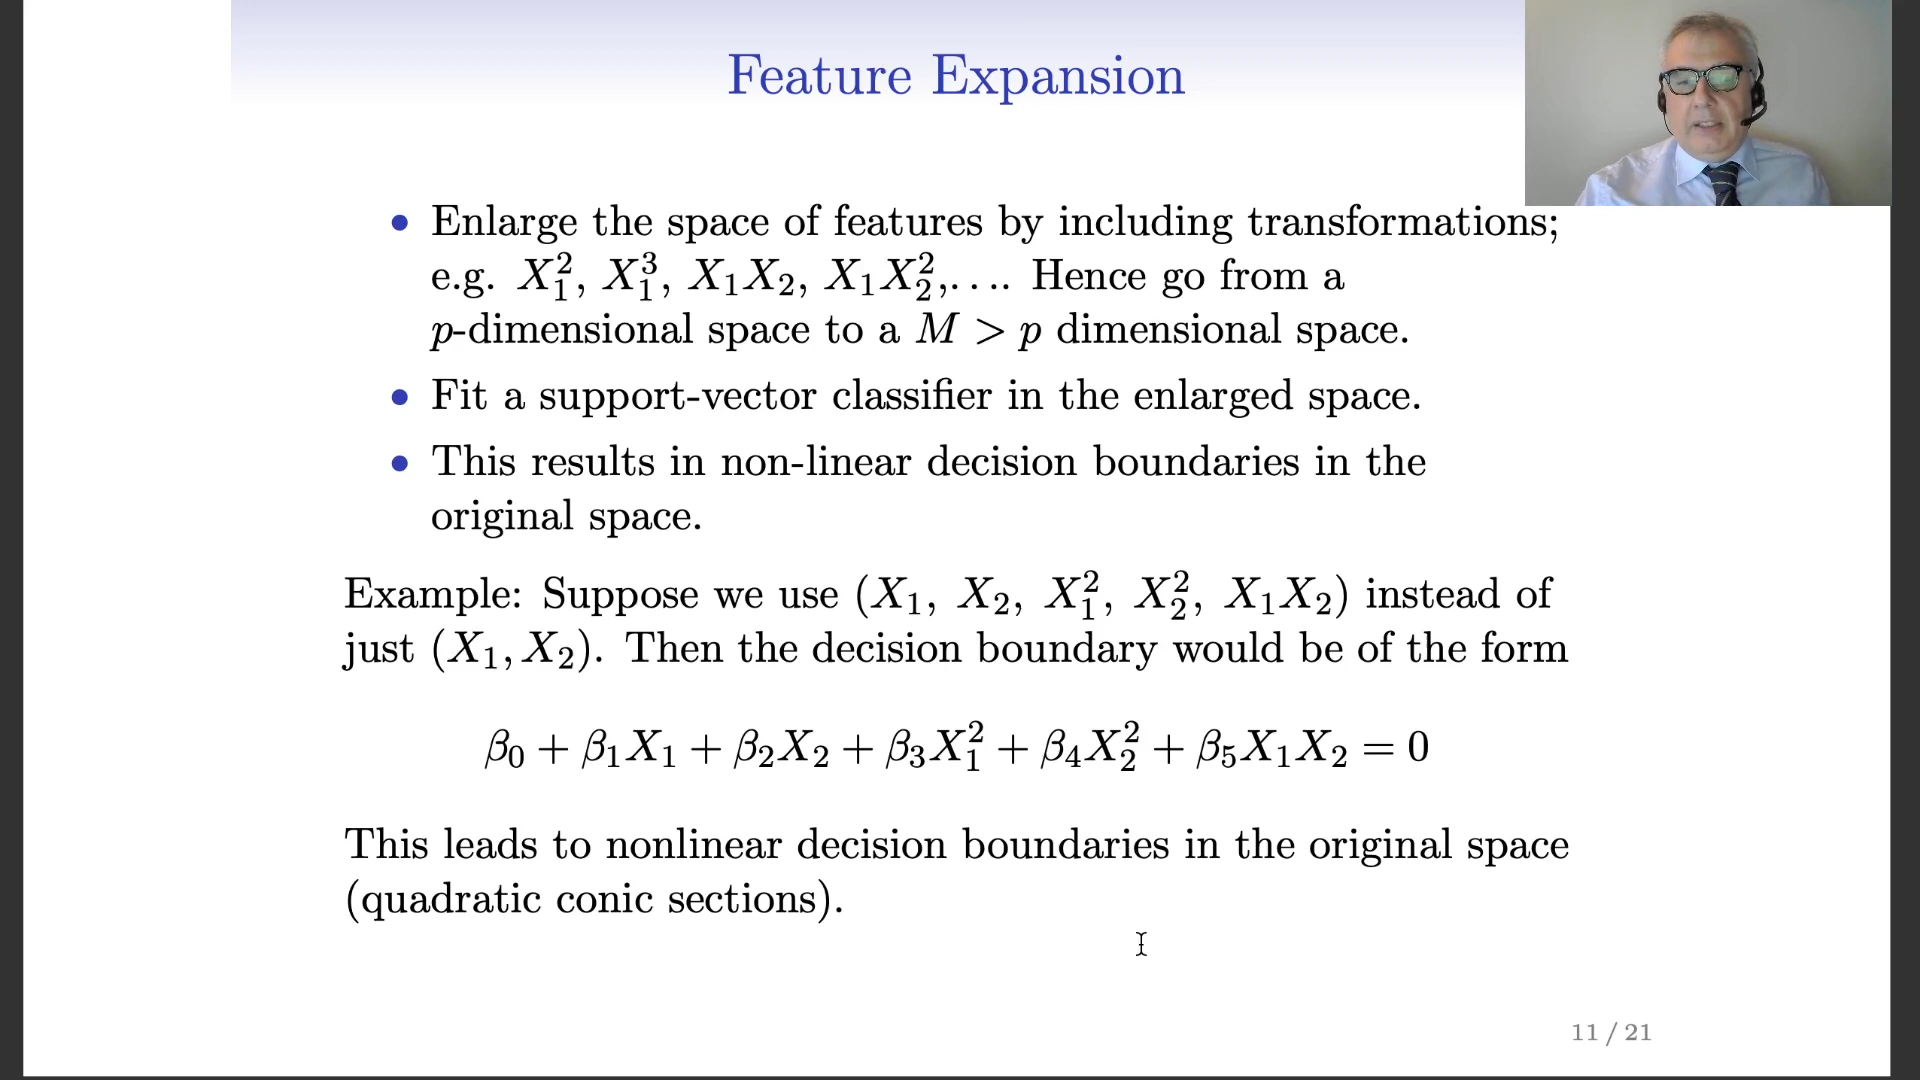 Feature Expansion
• Enlarge the space of features by including transformations;
e.g. X₁², X₁³, X₁X₂, X₁X₂²,.... Hence go from a
p-dimensional space to a M > p dimensional space.
• Fit a support-vector classifier in the enlarged space.
• This results in non-linear decision boundaries in the
original space.
Example: Suppose we use (X₁, X₂, X₁², X₂², X₁X₂) instead of
just (X₁, X₂). Then the decision boundary would be of the form
β₀ + β₁X₁ + β₂X₂ + β₃X₁² + β₄X₂² + β₅X₁X₂ = 0
This leads to nonlinear decision boundaries in the original space
(quadratic conic sections).
11 / 21